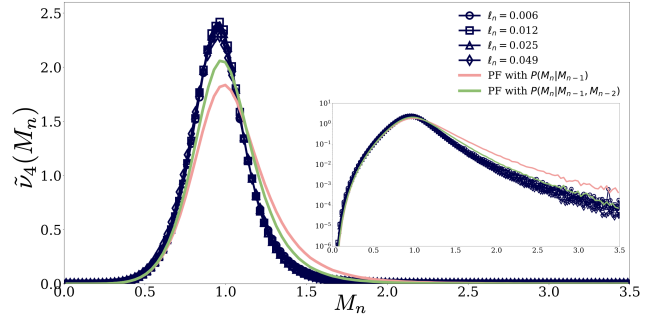 2.5
2.0
1.5
1.0
0.5
0.0
ν̃₄(Mₙ)
0.0 0.5 1.0 1.5 2.0 2.5 3.0 3.5
Mₙ
ℓₙ = 0.006
ℓₙ = 0.012
ℓₙ = 0.025
ℓₙ = 0.049
PF with P(Mₙ|Mₙ₋₁)
PF with P(Mₙ|Mₙ₋₁, Mₙ₋₂)
10¹
10⁰
10⁻¹
10⁻²
10⁻³
10⁻⁴
10⁻⁵
10⁻⁶
0.0 0.5 1.0 1.5 2.0 2.5 3.0 3.5